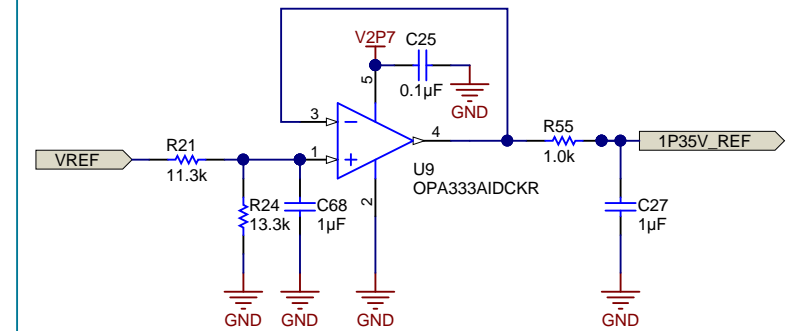 V2P7
C25
0.1µF
GND
5
3
4
1
2
VREF
R21
11.3k
R24
13.3k
C68
1µF
U9
OPA333AIDCKR
R55
1.0k
1P35V_REF
C27
1µF
GND
GND
GND
GND